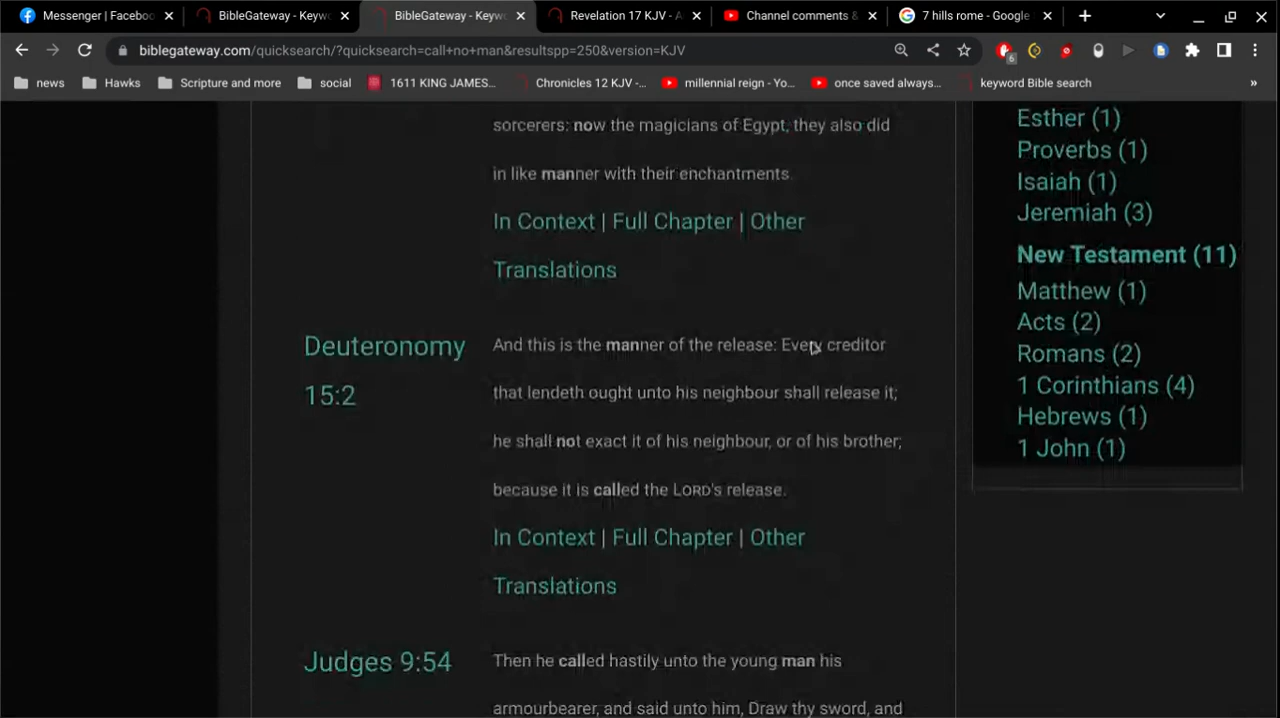 Messenger | Faceboo
BibleGateway - Keyw
BibleGateway - Keyw
Revelation 17 KJV - A
Channel comments &
7 hills rome - Google
biblegateway.com/quicksearch/?quicksearch=call+no+man&resultspp=250&version=KJV
6
news
Hawks
Scripture and more
social
1611 KING JAMES...
Chronicles 12 KJV -...
millennial reign - Yo...
once saved always...
keyword Bible search
»
sorcerers: now the magicians of Egypt, they also did
in like manner with their enchantments.
In Context | Full Chapter | Other
Translations
Deuteronomy
15:2
And this is the manner of the release: Every creditor
that lendeth ought unto his neighbour shall release it;
he shall not exact it of his neighbour, or of his brother;
because it is called the LORD's release.
In Context | Full Chapter | Other
Translations
Judges 9:54
Then he called hastily unto the young man his
armourbearer, and said unto him, Draw thy sword, and
Esther (1)
Proverbs (1)
Isaiah (1)
Jeremiah (3)
New Testament (11)
Matthew (1)
Acts (2)
Romans (2)
1 Corinthians (4)
Hebrews (1)
1 John (1)